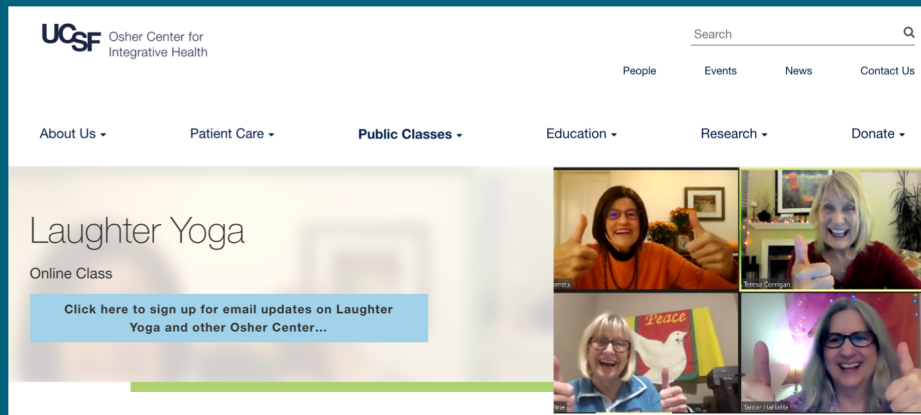 UCSF Osher Center for
Integrative Health
Search
People Events News Contact Us
About Us Patient Care Public Classes Education Research Donate
Laughter Yoga
Online Class
Click here to sign up for email updates on Laughter
Yoga and other Osher Center...
Teresa Corrigan
Peace